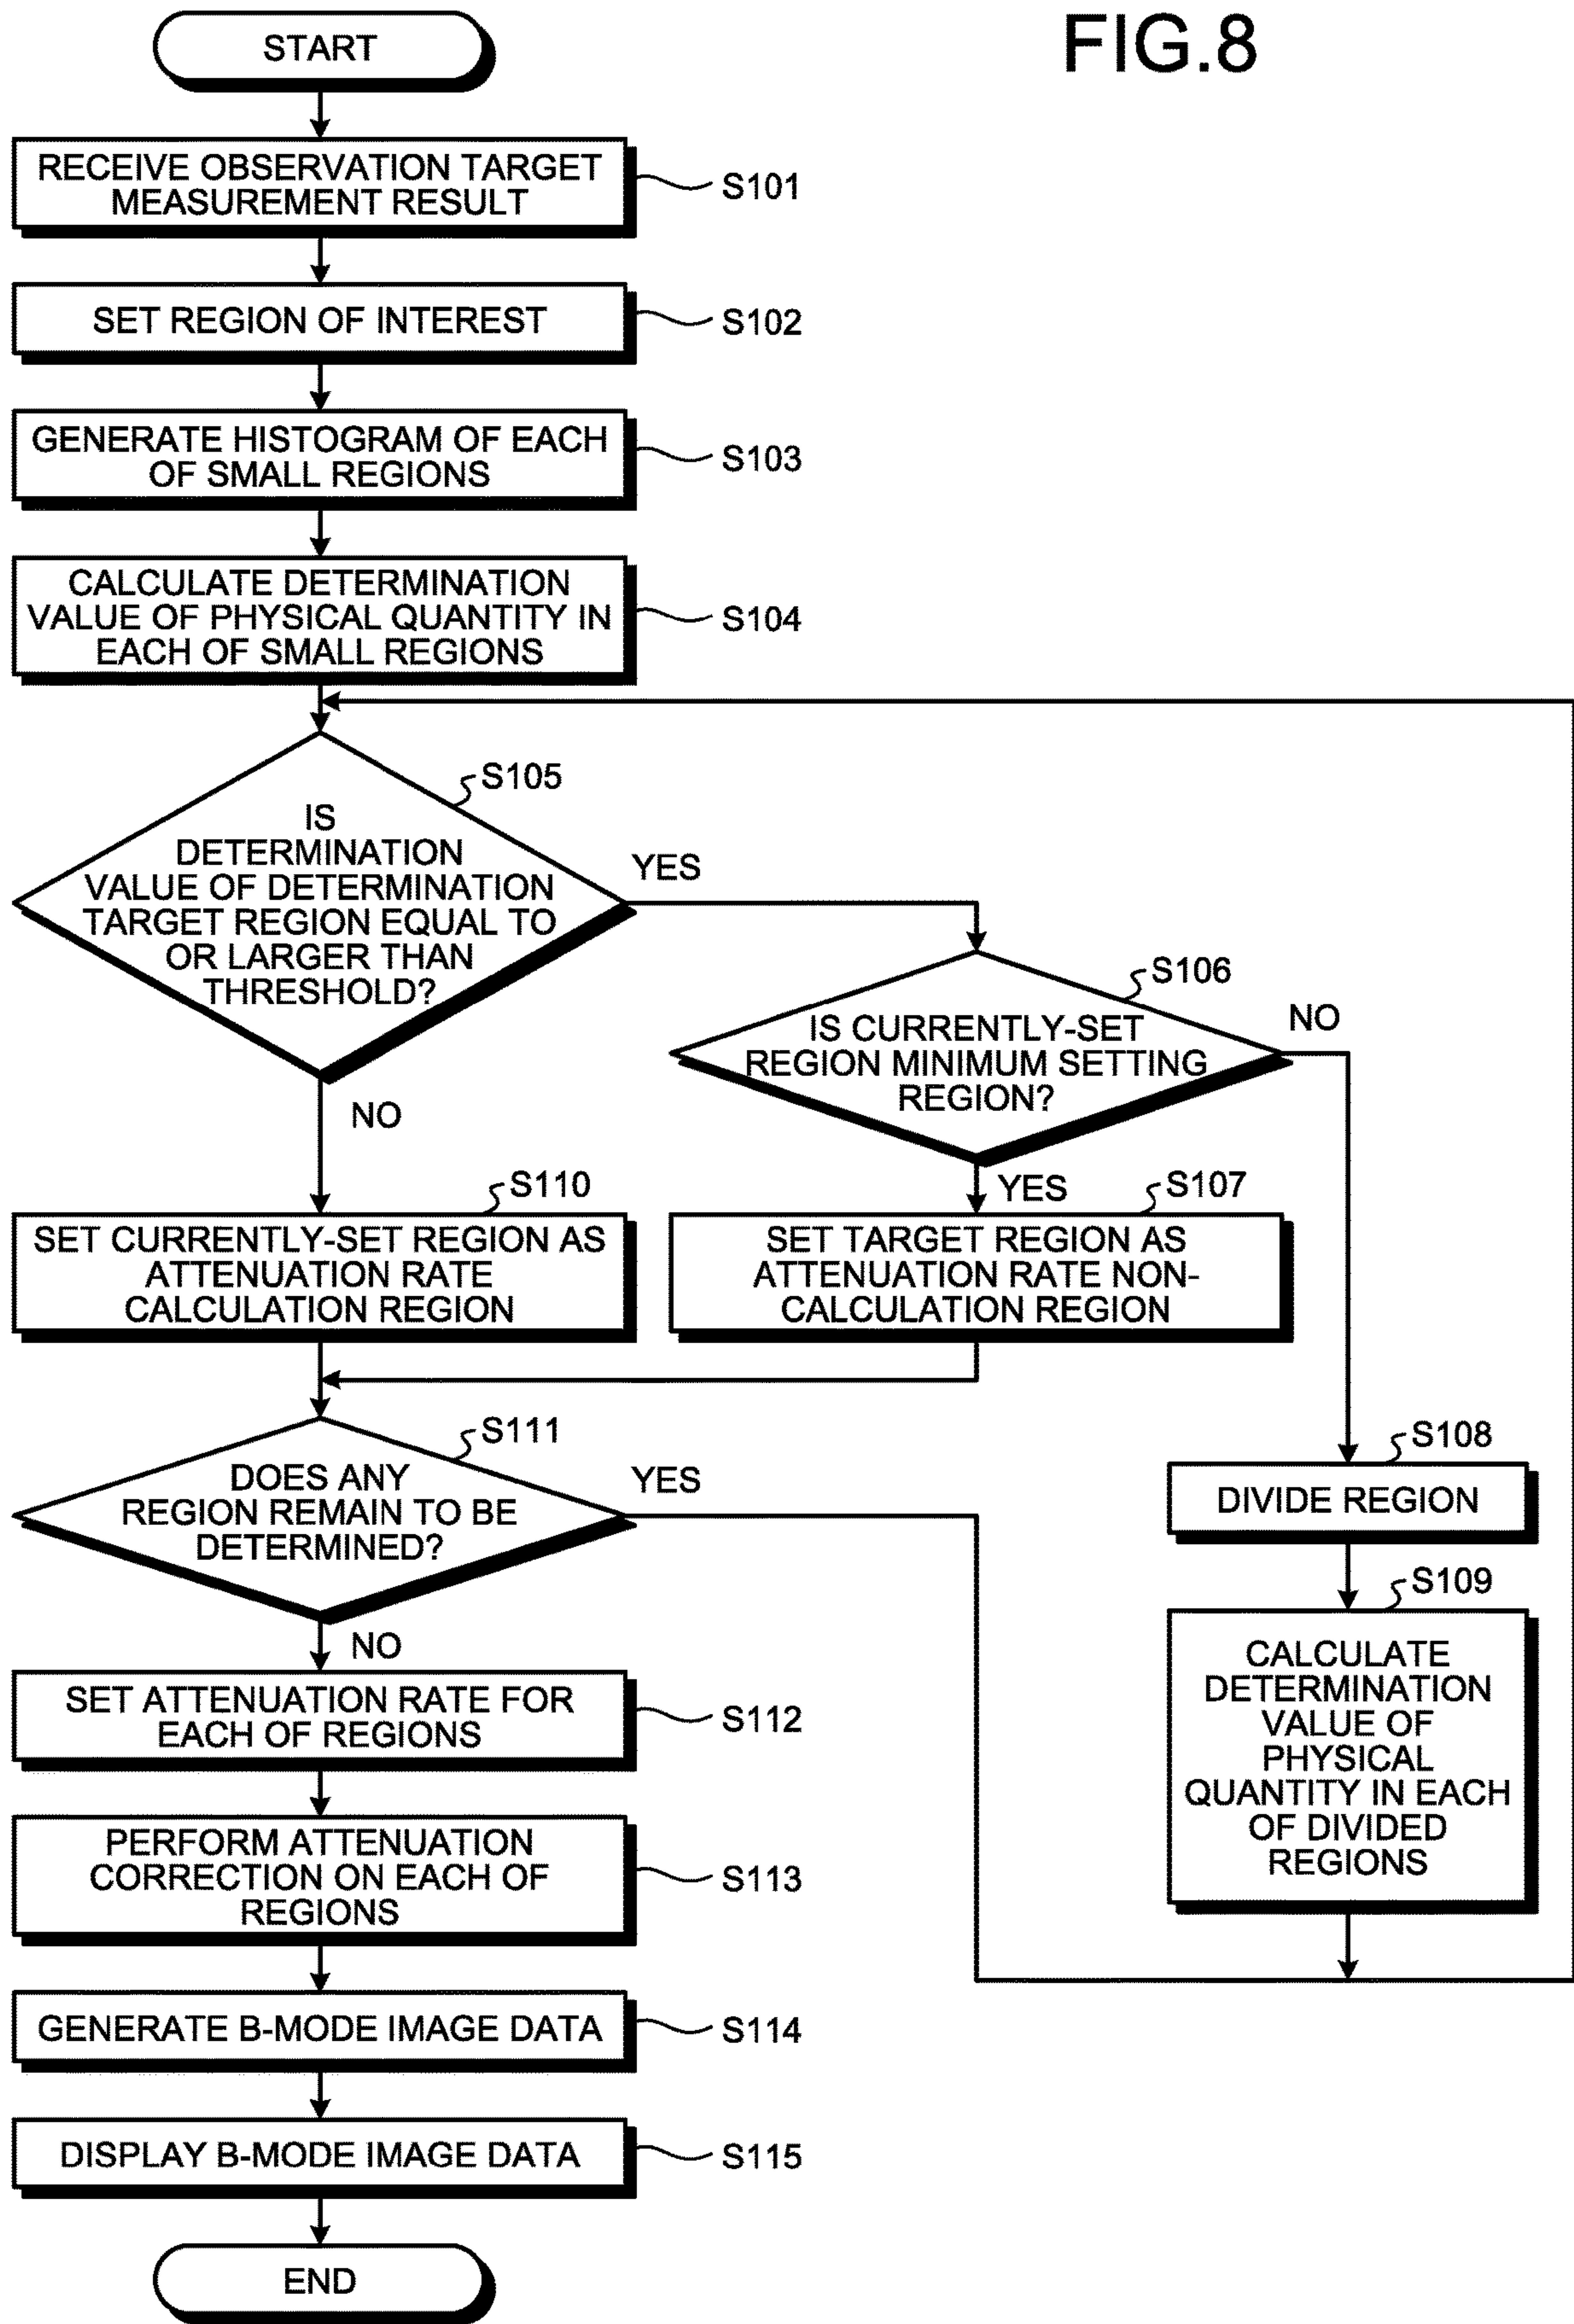 FIG.8
START
RECEIVE OBSERVATION TARGET
MEASUREMENT RESULT
S101
SET REGION OF INTEREST
S102
GENERATE HISTOGRAM OF EACH
OF SMALL REGIONS
S103
CALCULATE DETERMINATION
VALUE OF PHYSICAL QUANTITY IN
EACH OF SMALL REGIONS
S104
S105
IS
DETERMINATION
VALUE OF DETERMINATION
TARGET REGION EQUAL TO
OR LARGER THAN
THRESHOLD?
YES
NO
S106
IS CURRENTLY-SET
REGION MINIMUM SETTING
REGION?
NO
YES
S110
SET CURRENTLY-SET REGION AS
ATTENUATION RATE
CALCULATION REGION
S107
SET TARGET REGION AS
ATTENUATION RATE NON-
CALCULATION REGION
S108
DIVIDE REGION
S109
CALCULATE
DETERMINATION
VALUE OF
PHYSICAL
QUANTITY IN EACH
OF DIVIDED
REGIONS
S111
DOES ANY
REGION REMAIN TO BE
DETERMINED?
YES
NO
SET ATTENUATION RATE FOR
EACH OF REGIONS
S112
PERFORM ATTENUATION
CORRECTION ON EACH OF
REGIONS
S113
GENERATE B-MODE IMAGE DATA
S114
DISPLAY B-MODE IMAGE DATA
S115
END